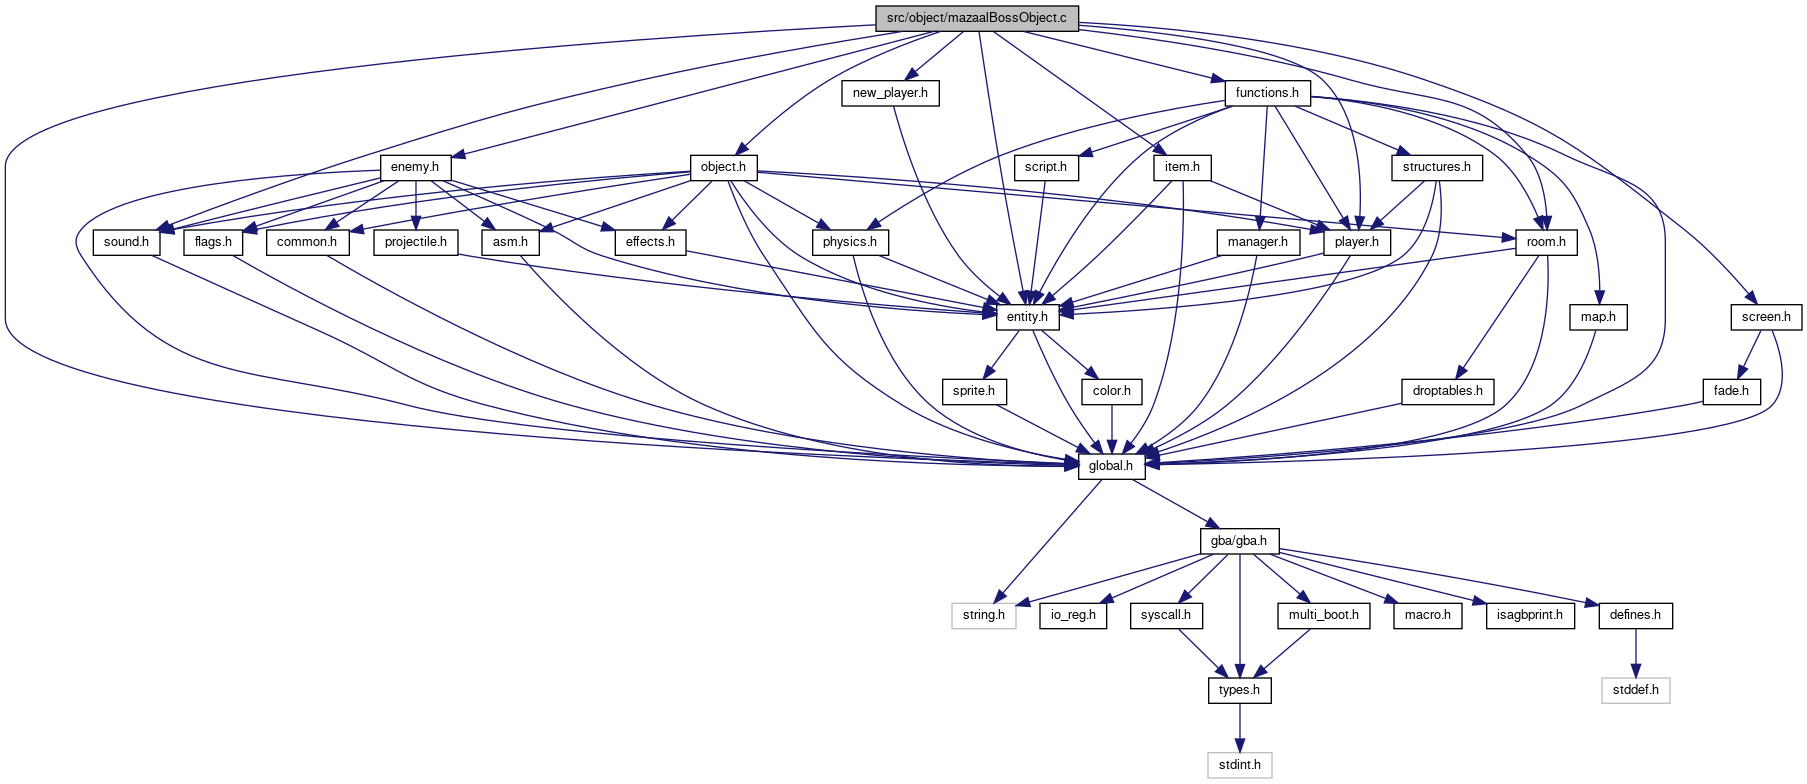 src/object/mazaalBossObject.c
new_player.h
functions.h
enemy.h
object.h
script.h
item.h
structures.h
sound.h
flags.h
common.h
projectile.h
asm.h
effects.h
physics.h
manager.h
player.h
room.h
entity.h
map.h
screen.h
sprite.h
color.h
droptables.h
fade.h
global.h
gba/gba.h
string.h
io_reg.h
syscall.h
multi_boot.h
macro.h
isagbprint.h
defines.h
types.h
stddef.h
stdint.h